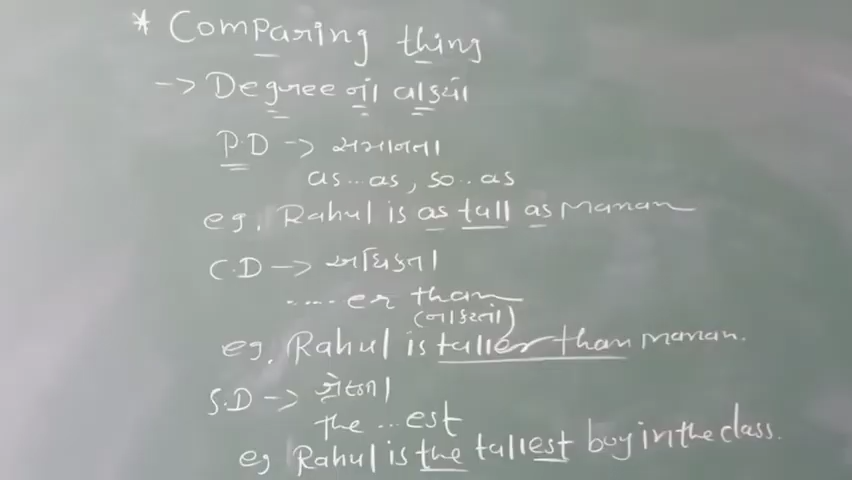 * Comparing thing
→ Degree ના વાક્યો
P.D → સમાનતા
as...as, so..as
eg. Rahul is as tall as manan
C.D → અધિકતા
......er than
(ના કરતાં)
eg. Rahul is taller than manan.
S.D → શ્રેષ્ઠતા
the ...est
eg Rahul is the tallest boy in the class.